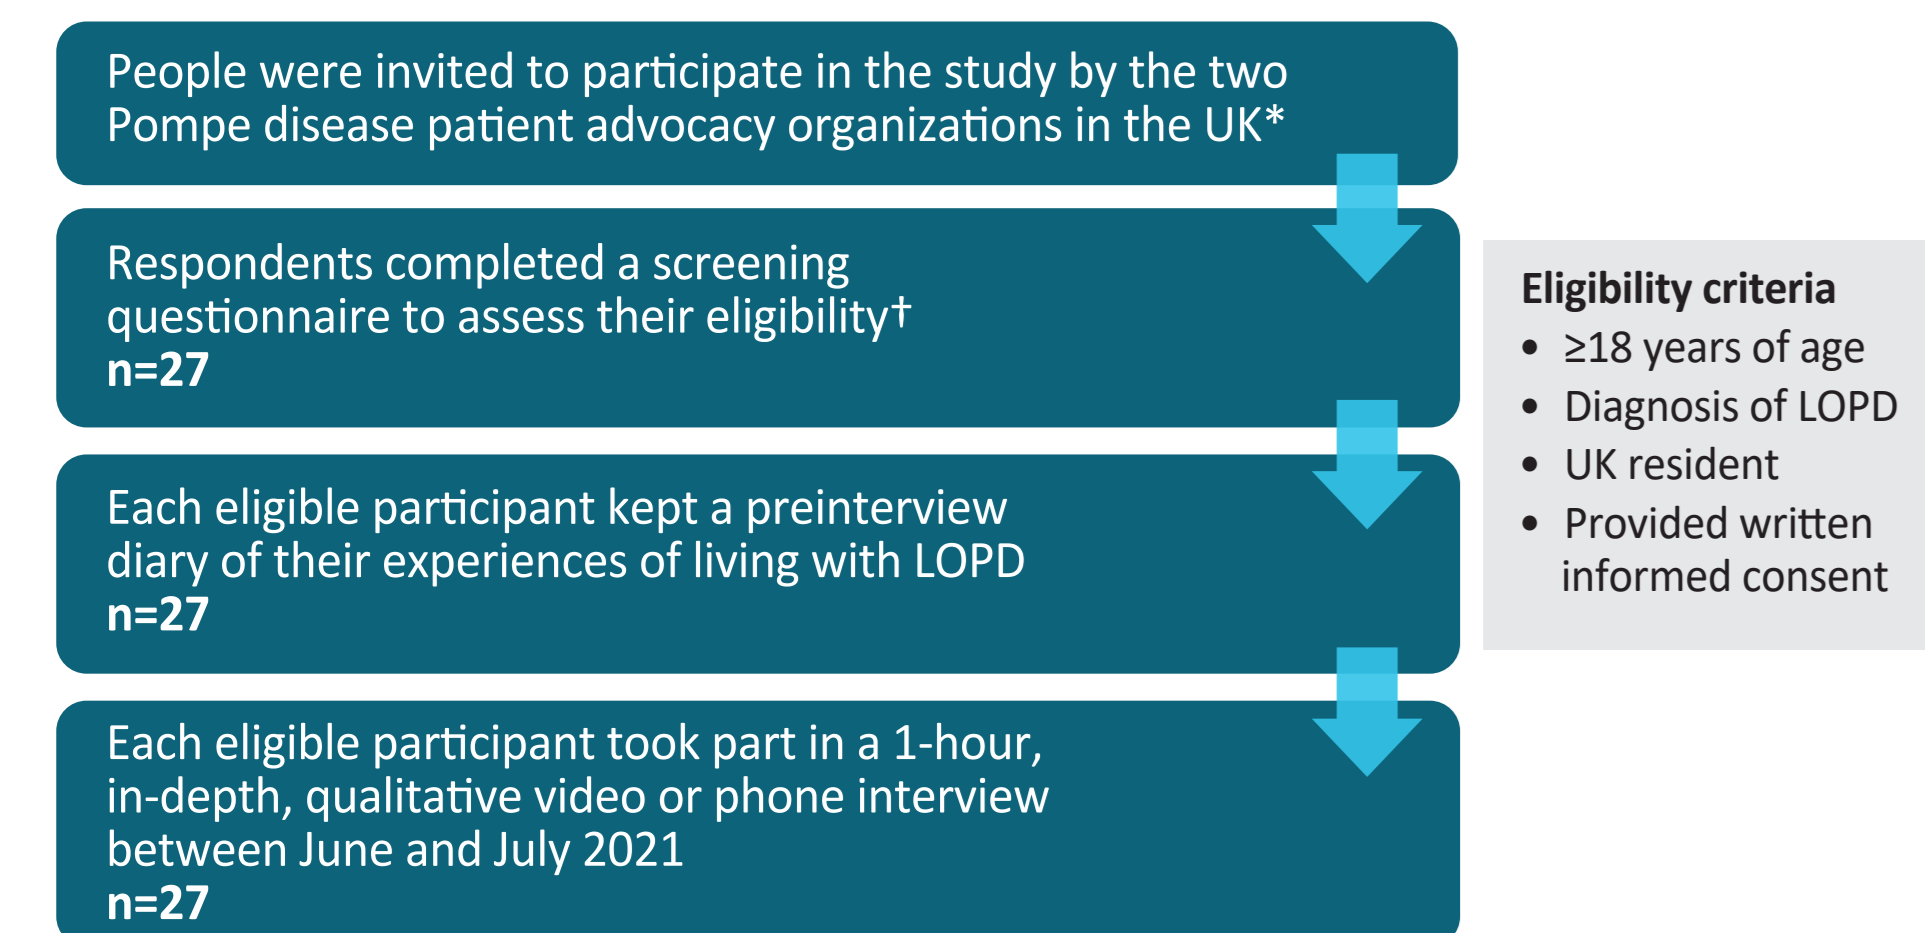 People were invited to participate in the study by the two
Pompe disease patient advocacy organizations in the UK*
Respondents completed a screening
questionnaire to assess their eligibility†
n=27
Each eligible participant kept a preinterview
diary of their experiences of living with LOPD
n=27
Each eligible participant took part in a 1-hour,
in-depth, qualitative video or phone interview
between June and July 2021
n=27
Eligibility criteria
• ≥18 years of age
• Diagnosis of LOPD
• UK resident
• Provided written
informed consent